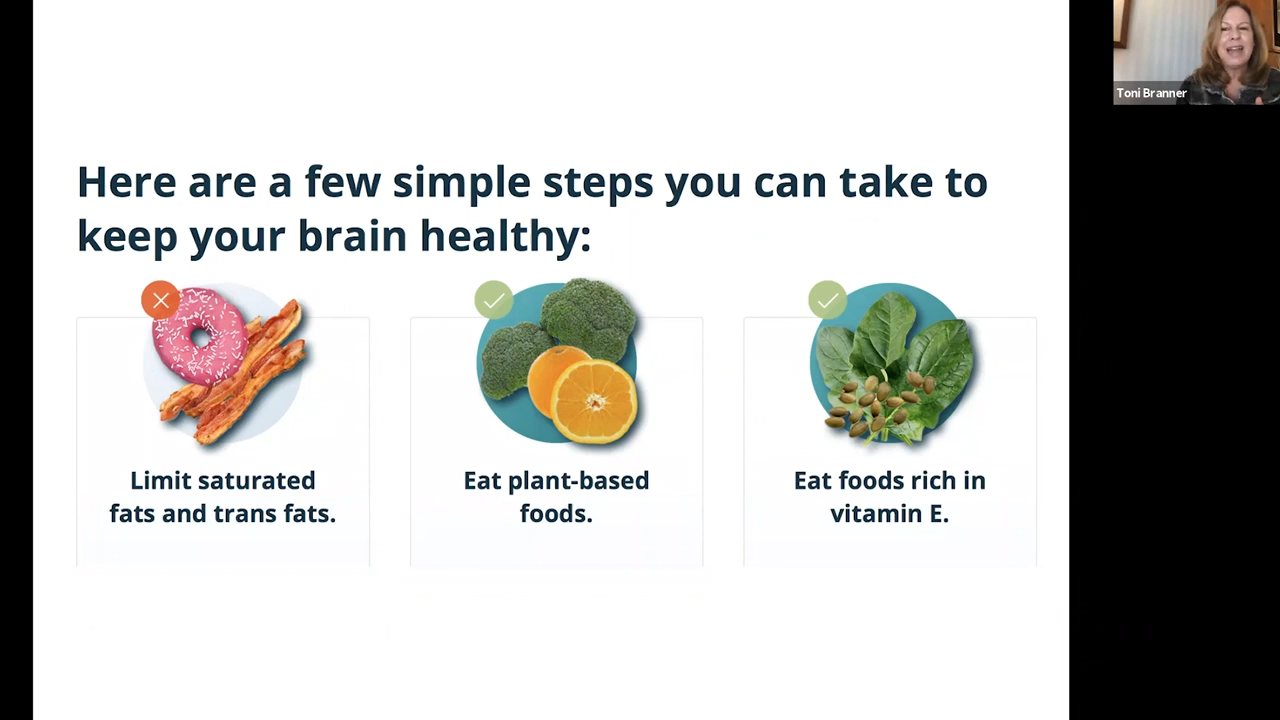 Toni Branner
Here are a few simple steps you can take to
keep your brain healthy:
Limit saturated
fats and trans fats.
Eat plant-based
foods.
Eat foods rich in
vitamin E.